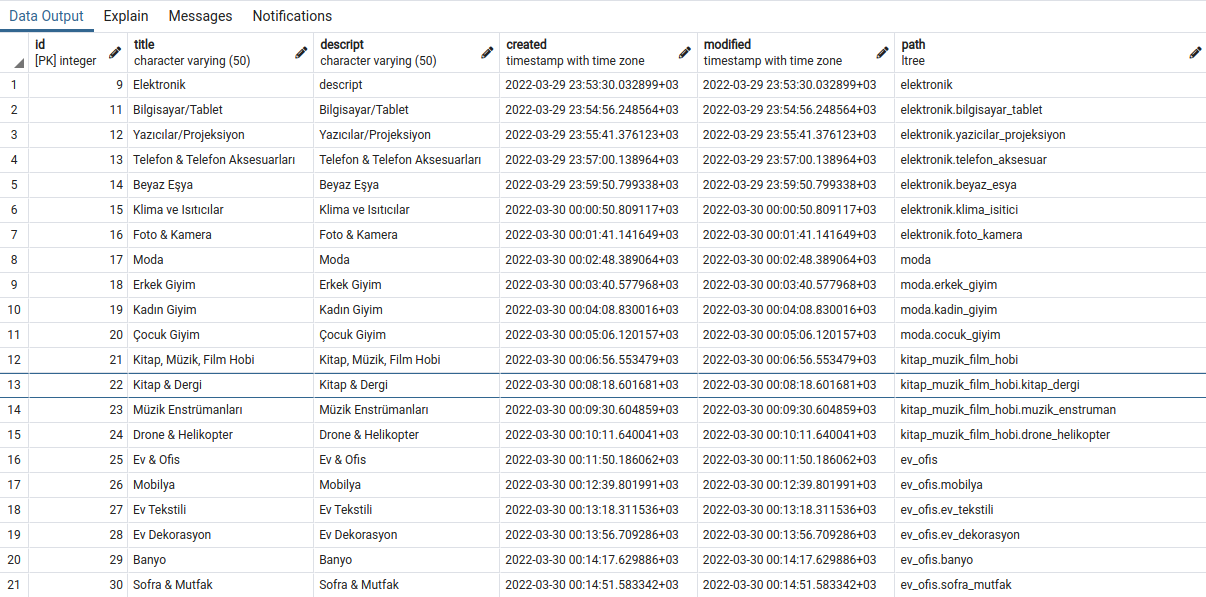 Data Output Explain Messages Notifications
id title descript created modified path
[PK] integer character varying (50) character varying (50) timestamp with time zone timestamp with time zone ltree
1 9 Elektronik descript 2022-03-29 23:53:30.032899+03 2022-03-29 23:53:30.032899+03 elektronik
2 11 Bilgisayar/Tablet Bilgisayar/Tablet 2022-03-29 23:54:56.248564+03 2022-03-29 23:54:56.248564+03 elektronik.bilgisayar_tablet
3 12 Yazıcılar/Projeksiyon Yazıcılar/Projeksiyon 2022-03-29 23:55:41.376123+03 2022-03-29 23:55:41.376123+03 elektronik.yazicilar_projeksiyon
4 13 Telefon & Telefon Aksesuarları Telefon & Telefon Aksesuarları 2022-03-29 23:57:00.138964+03 2022-03-29 23:57:00.138964+03 elektronik.telefon_aksesuar
5 14 Beyaz Eşya Beyaz Eşya 2022-03-29 23:59:50.799338+03 2022-03-29 23:59:50.799338+03 elektronik.beyaz_esya
6 15 Klima ve Isıtıcılar Klima ve Isıtıcılar 2022-03-30 00:00:50.809117+03 2022-03-30 00:00:50.809117+03 elektronik.klima_isitici
7 16 Foto & Kamera Foto & Kamera 2022-03-30 00:01:41.141649+03 2022-03-30 00:01:41.141649+03 elektronik.foto_kamera
8 17 Moda Moda 2022-03-30 00:02:48.389064+03 2022-03-30 00:02:48.389064+03 moda
9 18 Erkek Giyim Erkek Giyim 2022-03-30 00:03:40.577968+03 2022-03-30 00:03:40.577968+03 moda.erkek_giyim
10 19 Kadın Giyim Kadın Giyim 2022-03-30 00:04:08.830016+03 2022-03-30 00:04:08.830016+03 moda.kadin_giyim
11 20 Çocuk Giyim Çocuk Giyim 2022-03-30 00:05:06.120157+03 2022-03-30 00:05:06.120157+03 moda.cocuk_giyim
12 21 Kitap, Müzik, Film Hobi Kitap, Müzik, Film Hobi 2022-03-30 00:06:56.553479+03 2022-03-30 00:06:56.553479+03 kitap_muzik_film_hobi
13 22 Kitap & Dergi Kitap & Dergi 2022-03-30 00:08:18.601681+03 2022-03-30 00:08:18.601681+03 kitap_muzik_film_hobi.kitap_dergi
14 23 Müzik Enstrümanları Müzik Enstrümanları 2022-03-30 00:09:30.604859+03 2022-03-30 00:09:30.604859+03 kitap_muzik_film_hobi.muzik_enstruman
15 24 Drone & Helikopter Drone & Helikopter 2022-03-30 00:10:11.640041+03 2022-03-30 00:10:11.640041+03 kitap_muzik_film_hobi.drone_helikopter
16 25 Ev & Ofis Ev & Ofis 2022-03-30 00:11:50.186062+03 2022-03-30 00:11:50.186062+03 ev_ofis
17 26 Mobilya Mobilya 2022-03-30 00:12:39.801991+03 2022-03-30 00:12:39.801991+03 ev_ofis.mobilya
18 27 Ev Tekstili Ev Tekstili 2022-03-30 00:13:18.311536+03 2022-03-30 00:13:18.311536+03 ev_ofis.ev_tekstili
19 28 Ev Dekorasyon Ev Dekorasyon 2022-03-30 00:13:56.709286+03 2022-03-30 00:13:56.709286+03 ev_ofis.ev_dekorasyon
20 29 Banyo Banyo 2022-03-30 00:14:17.629886+03 2022-03-30 00:14:17.629886+03 ev_ofis.banyo
21 30 Sofra & Mutfak Sofra & Mutfak 2022-03-30 00:14:51.583342+03 2022-03-30 00:14:51.583342+03 ev_ofis.sofra_mutfak